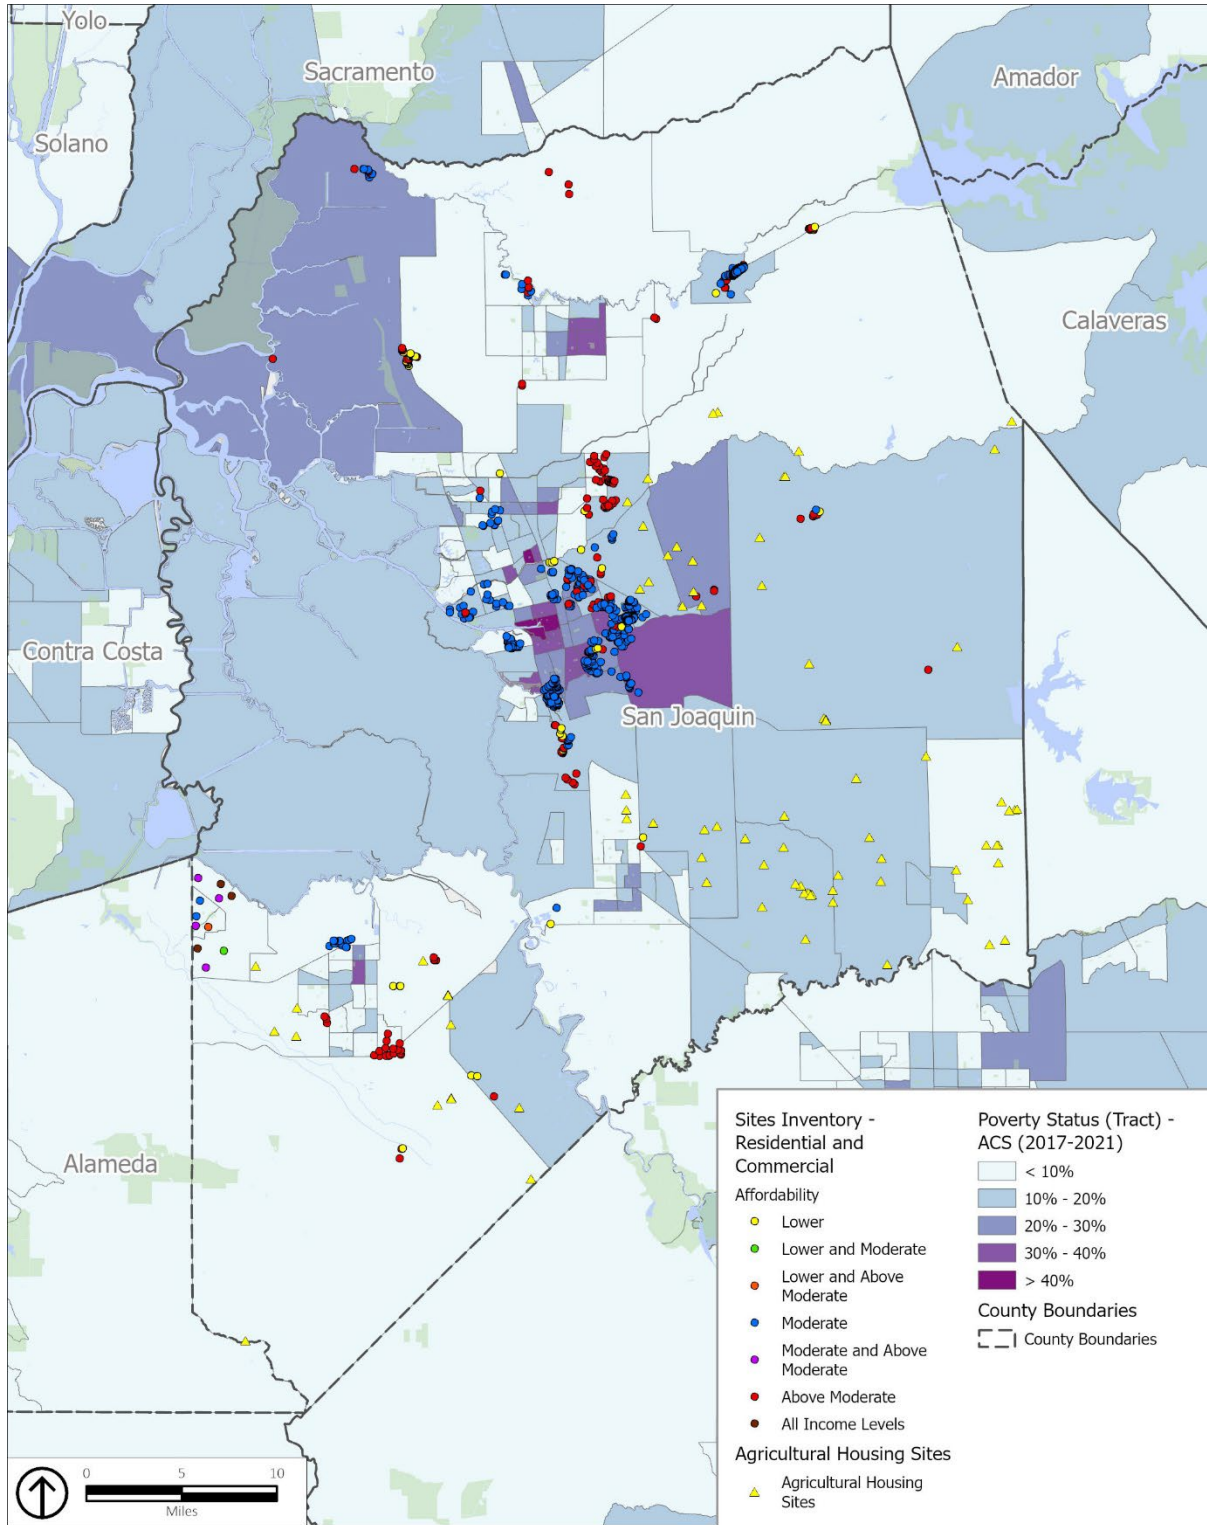 Yolo
Sacramento
Amador
Solano
Calaveras
Contra Costa
San Joaquin
Alameda
Sites Inventory -
Residential and
Commercial
Affordability
Lower
Lower and Moderate
Lower and Above
Moderate
Moderate
Moderate and Above
Moderate
Above Moderate
All Income Levels
Agricultural Housing Sites
Agricultural Housing
Sites
Poverty Status (Tract) -
ACS (2017-2021)
< 10%
10% - 20%
20% - 30%
30% - 40%
> 40%
County Boundaries
County Boundaries
0 5 10
Miles